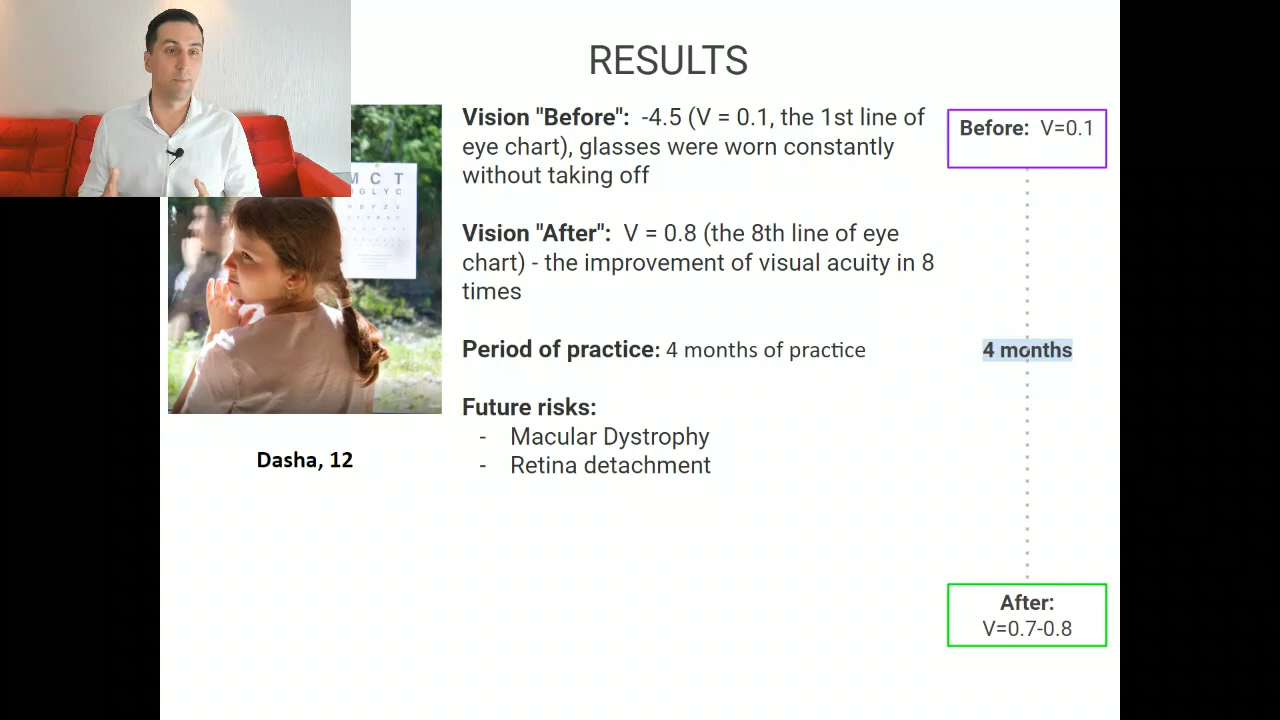 RESULTS
Vision "Before": -4.5 (V = 0.1, the 1st line of
eye chart), glasses were worn constantly
without taking off
Vision "After": V = 0.8 (the 8th line of eye
chart) - the improvement of visual acuity in 8
times
Period of practice: 4 months of practice
Future risks:
- Macular Dystrophy
- Retina detachment
Before: V=0.1
4 months
After:
V=0.7-0.8
M C T
G L Y C
Dasha, 12